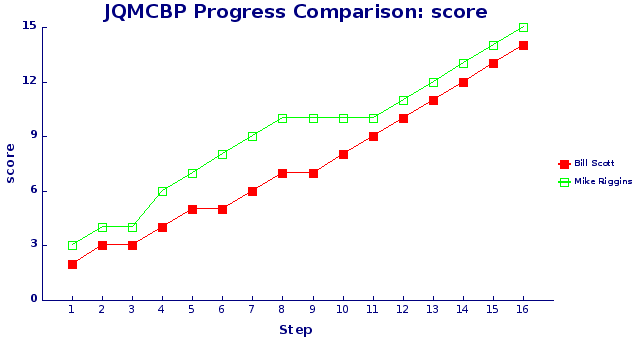 JQMCBP Progress Comparison: score
15
12
9
6
3
0
score
1 2 3 4 5 6 7 8 9 10 11 12 13 14 15 16
Step
Bill Scott
Mike Riggins